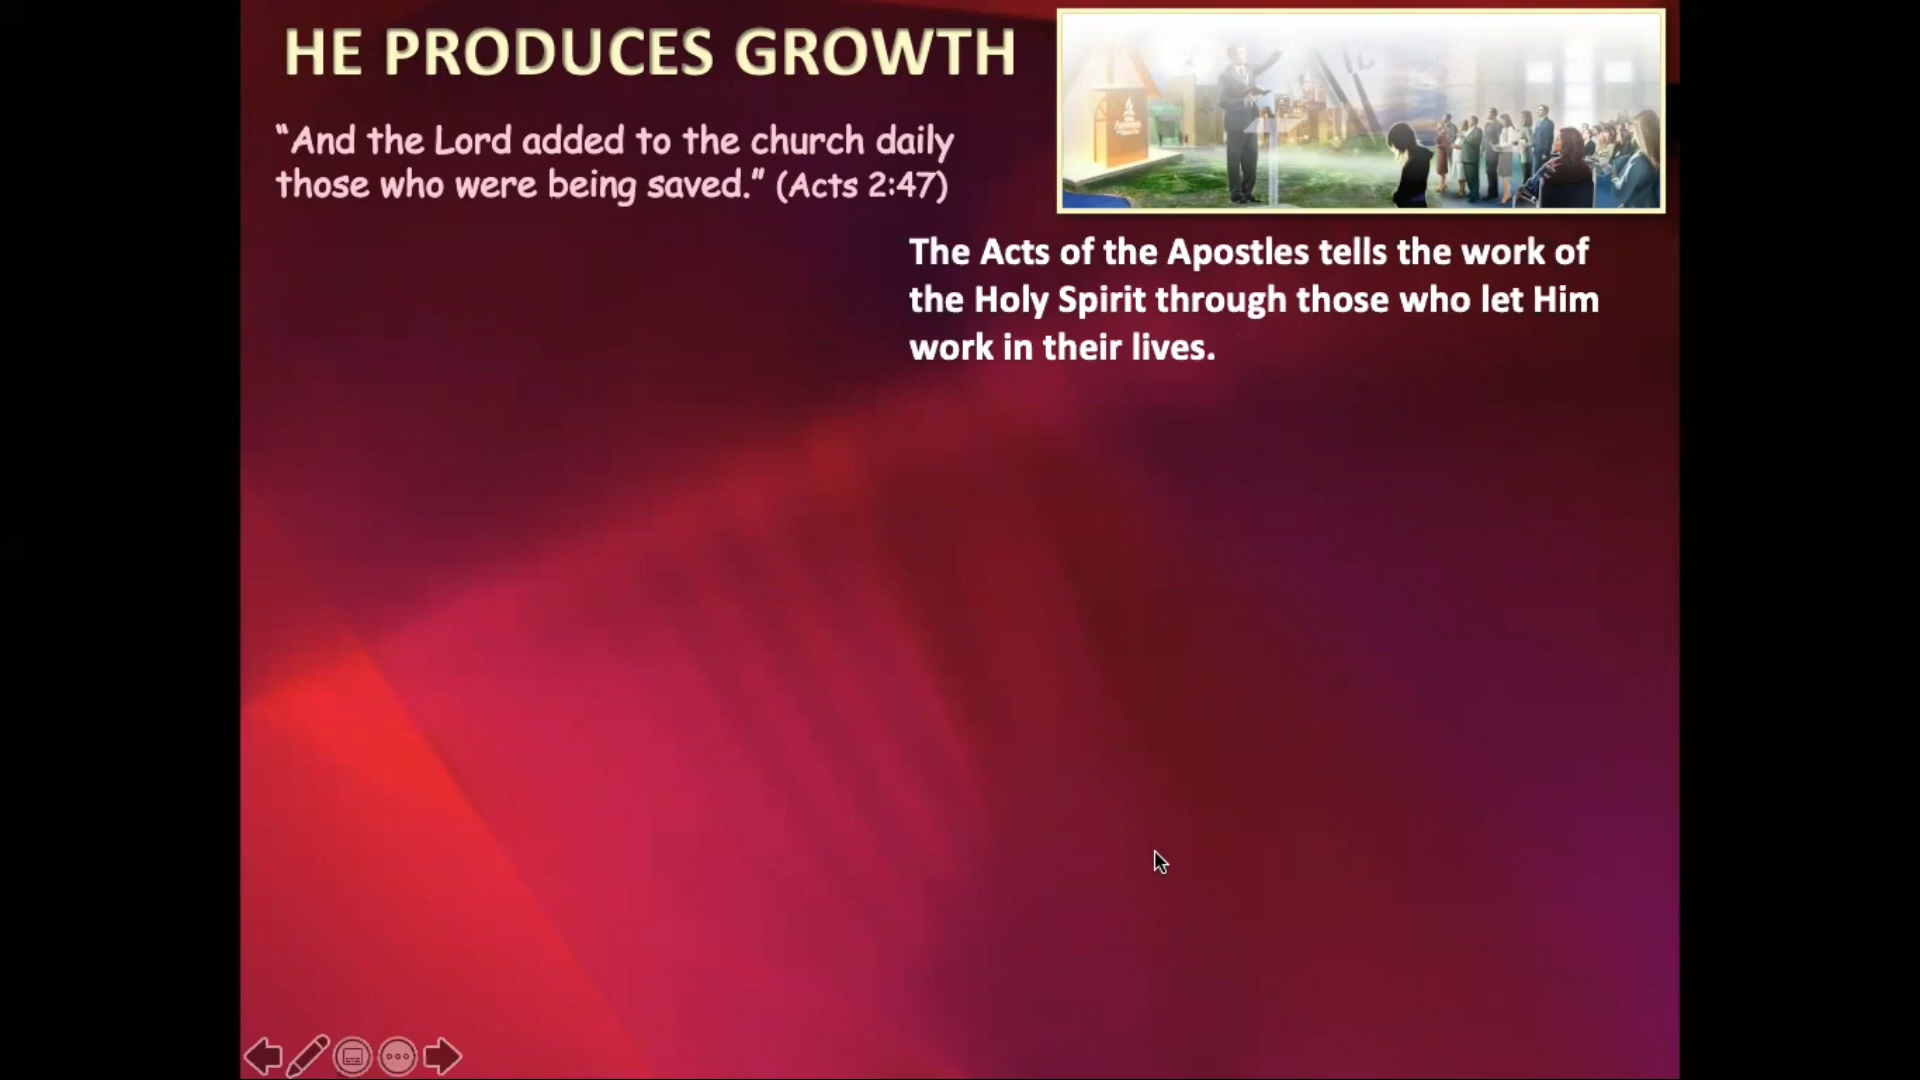 HE PRODUCES GROWTH
“And the Lord added to the church daily
those who were being saved.” (Acts 2:47)
The Acts of the Apostles tells the work of
the Holy Spirit through those who let Him
work in their lives.